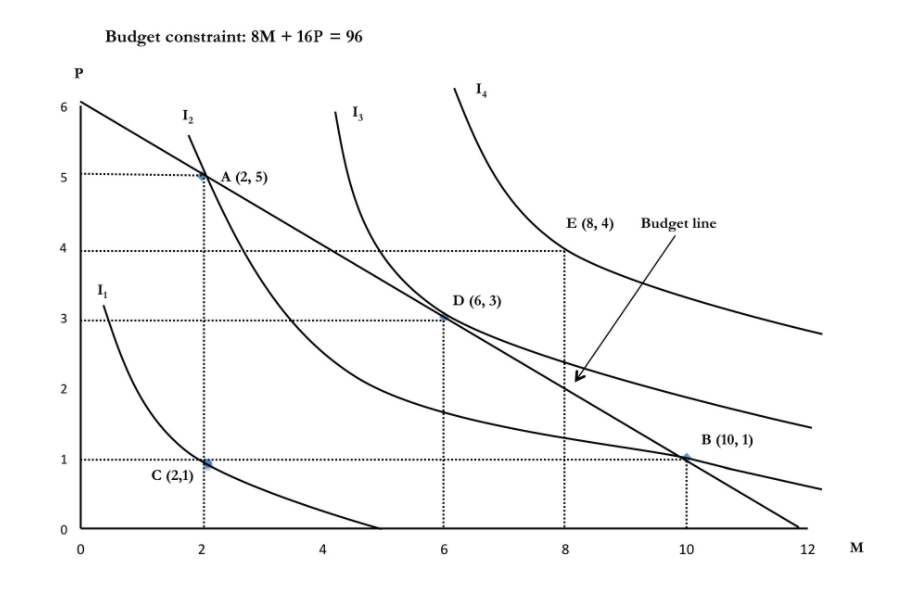 Budget constraint: 8M + 16P = 96
P
I₄
6
I₂
I₃
5
A (2, 5)
E (8, 4)
Budget line
4
I₁
D (6, 3)
3
2
B (10, 1)
1
C (2,1)
0
0
2
4
6
8
10
12
M